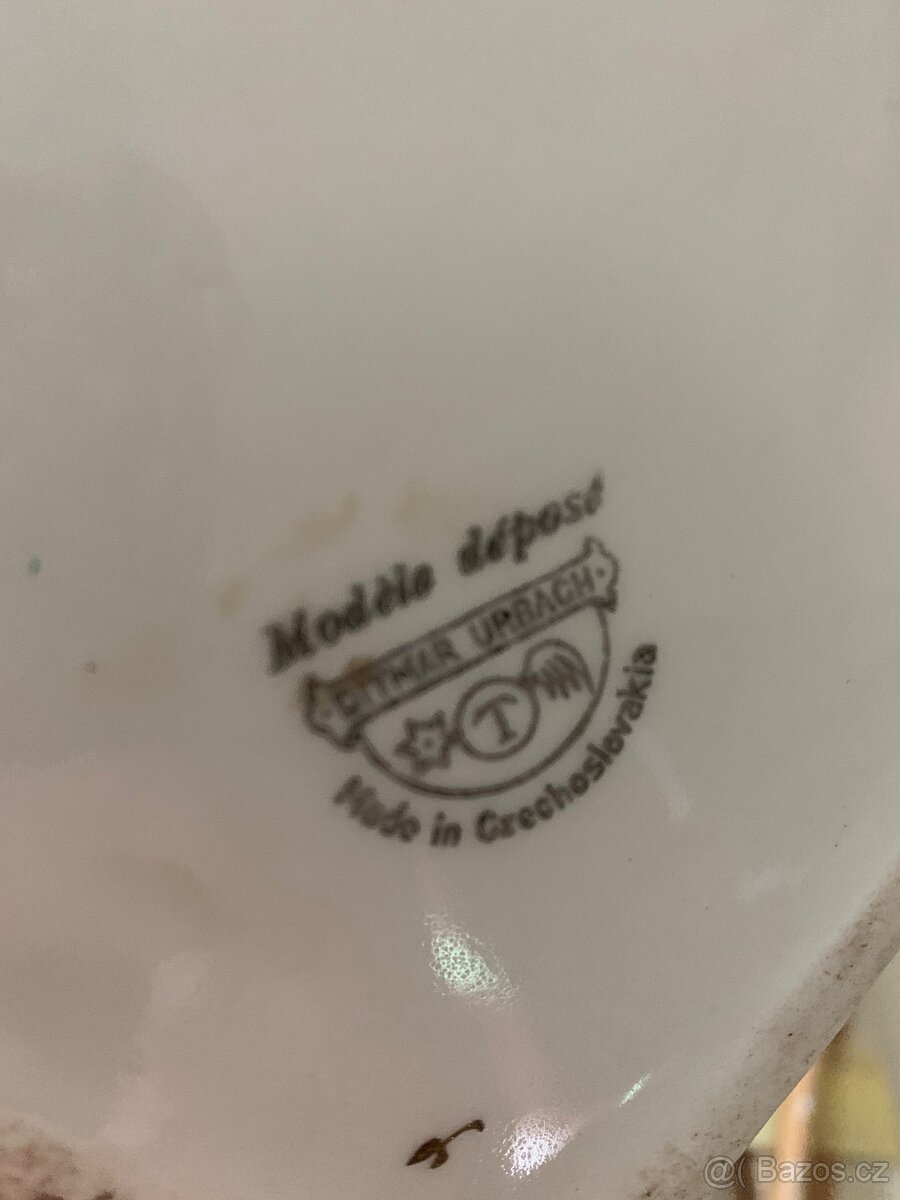 Modèle déposé
DITMAR URBACH
T
Made in Czechoslovakia
@ Bazos.cz